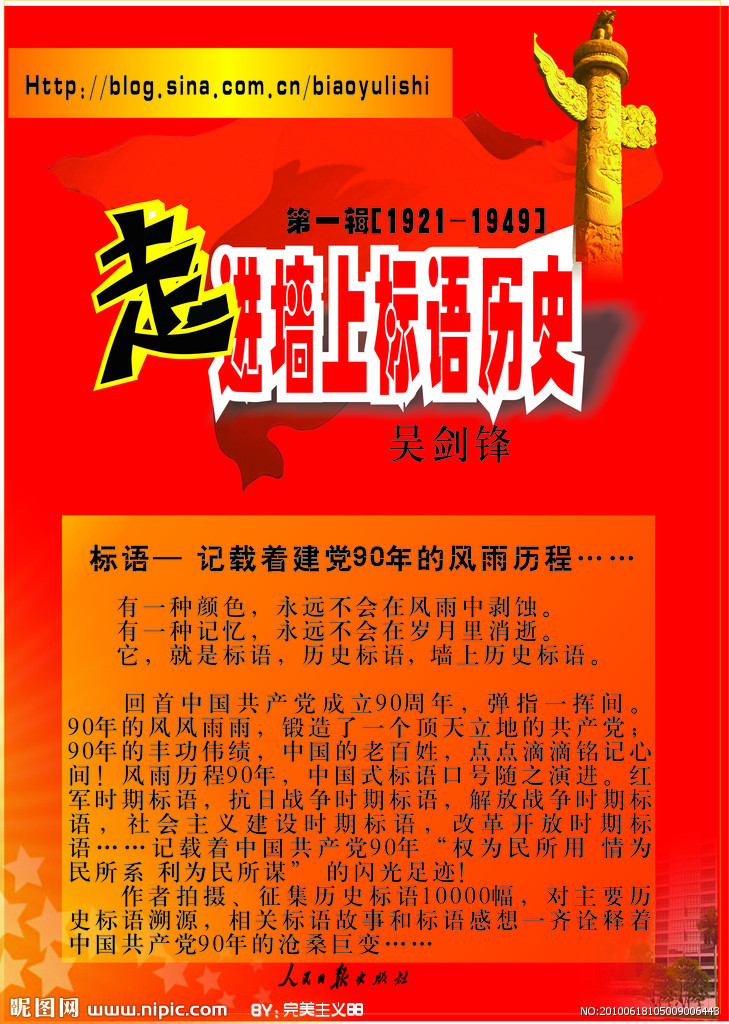 Http://blog.sina.com.cn/biaoyulishi
第一辑[1921-1949]
走进墙上标语历史
吴剑锋
标语— 记载着建党90年的风雨历程……
有一种颜色，永远不会在风雨中剥蚀。
有一种记忆，永远不会在岁月里消逝。
它，就是标语，历史标语，墙上历史标语。
回首中国共产党成立90周年，弹指一挥间。
90年的风风雨雨，锻造了一个顶天立地的共产党；
90年的丰功伟绩，中国的老百姓，点点滴滴铭记心
间！风雨历程90年，中国式标语口号随之演进。红
军时期标语，抗日战争时期标语，解放战争时期标
语，社会主义建设时期标语，改革开放时期标
语……记载着中国共产党90年“权为民所用 情为
民所系 利为民所谋” 的闪光足迹！
作者拍摄、征集历史标语10000幅，对主要历
史标语溯源，相关标语故事和标语感想一齐诠释着
中国共产党90年的沧桑巨变……
人民日报出版社
昵图网 www.nipic.com
BY: 完美主义88
NO:20100618105009006443